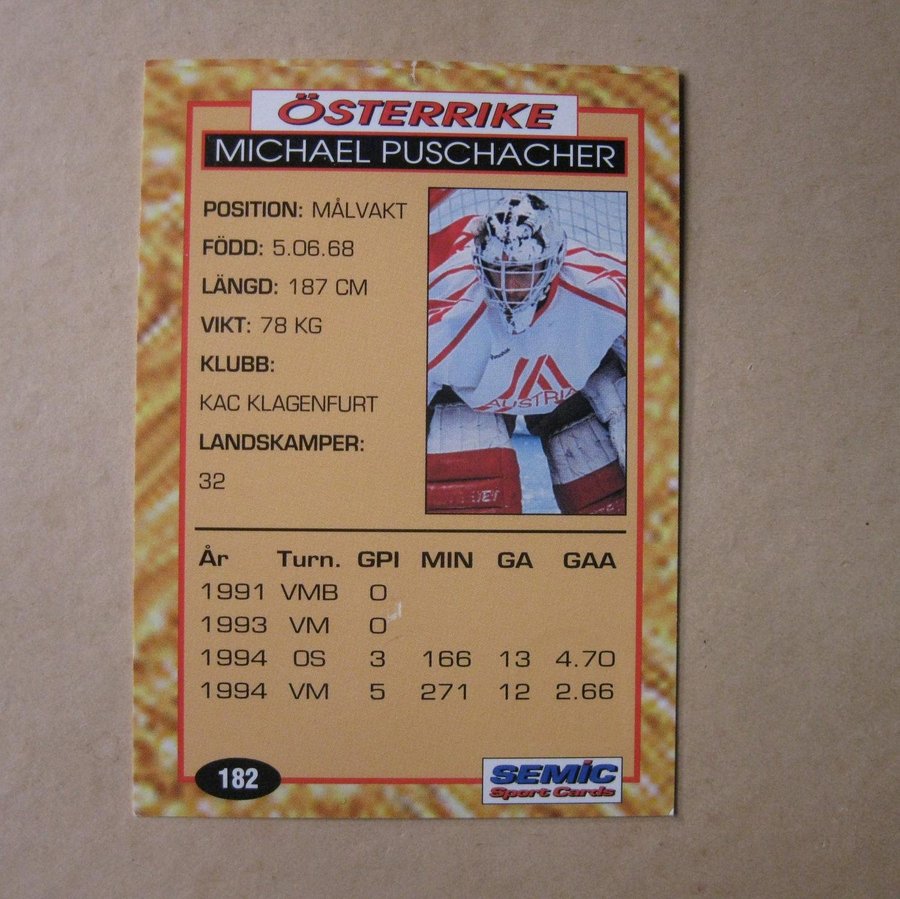 ÖSTERRIKE
MICHAEL PUSCHACHER
POSITION: MÅLVAKT
FÖDD: 5.06.68
LÄNGD: 187 CM
VIKT: 78 KG
KLUBB:
KAC KLAGENFURT
LANDSKAMPER:
32
AUSTRIA
År Turn. GPI MIN GA GAA
1991 VMB 0
1993 VM 0
1994 OS 3 166 13 4.70
1994 VM 5 271 12 2.66
182
SEMIC
Sport Cards